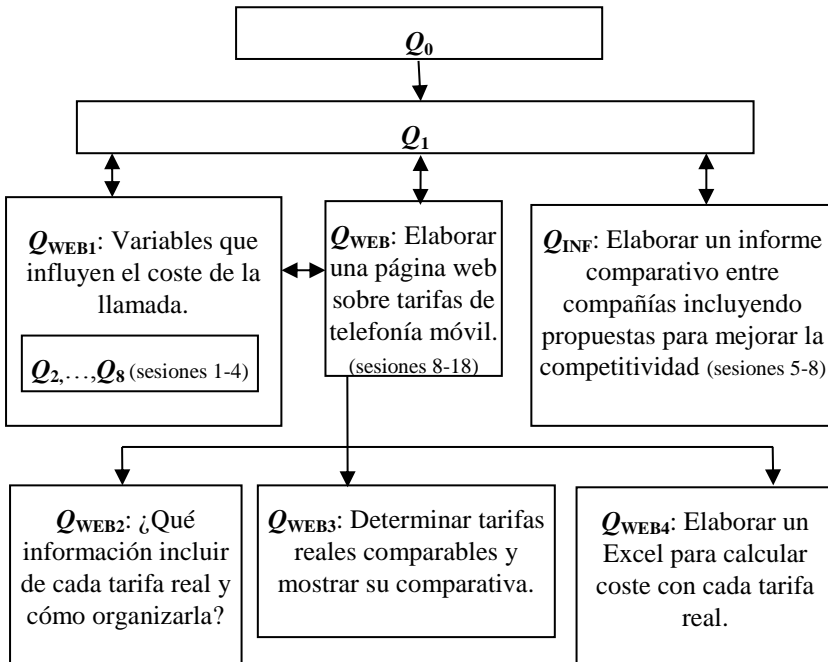 Q0
Q1
QWEB1: Variables que
influyen el coste de la
llamada.
Q2,…,Q8 (sesiones 1-4)
QWEB: Elaborar
una página web
sobre tarifas de
telefonía móvil.
(sesiones 8-18)
QINF: Elaborar un informe
comparativo entre
compañías incluyendo
propuestas para mejorar la
competitividad (sesiones 5-8)
QWEB2: ¿Qué
información incluir
de cada tarifa real y
cómo organizarla?
QWEB3: Determinar tarifas
reales comparables y
mostrar su comparativa.
QWEB4: Elaborar un
Excel para calcular
coste con cada tarifa
real.